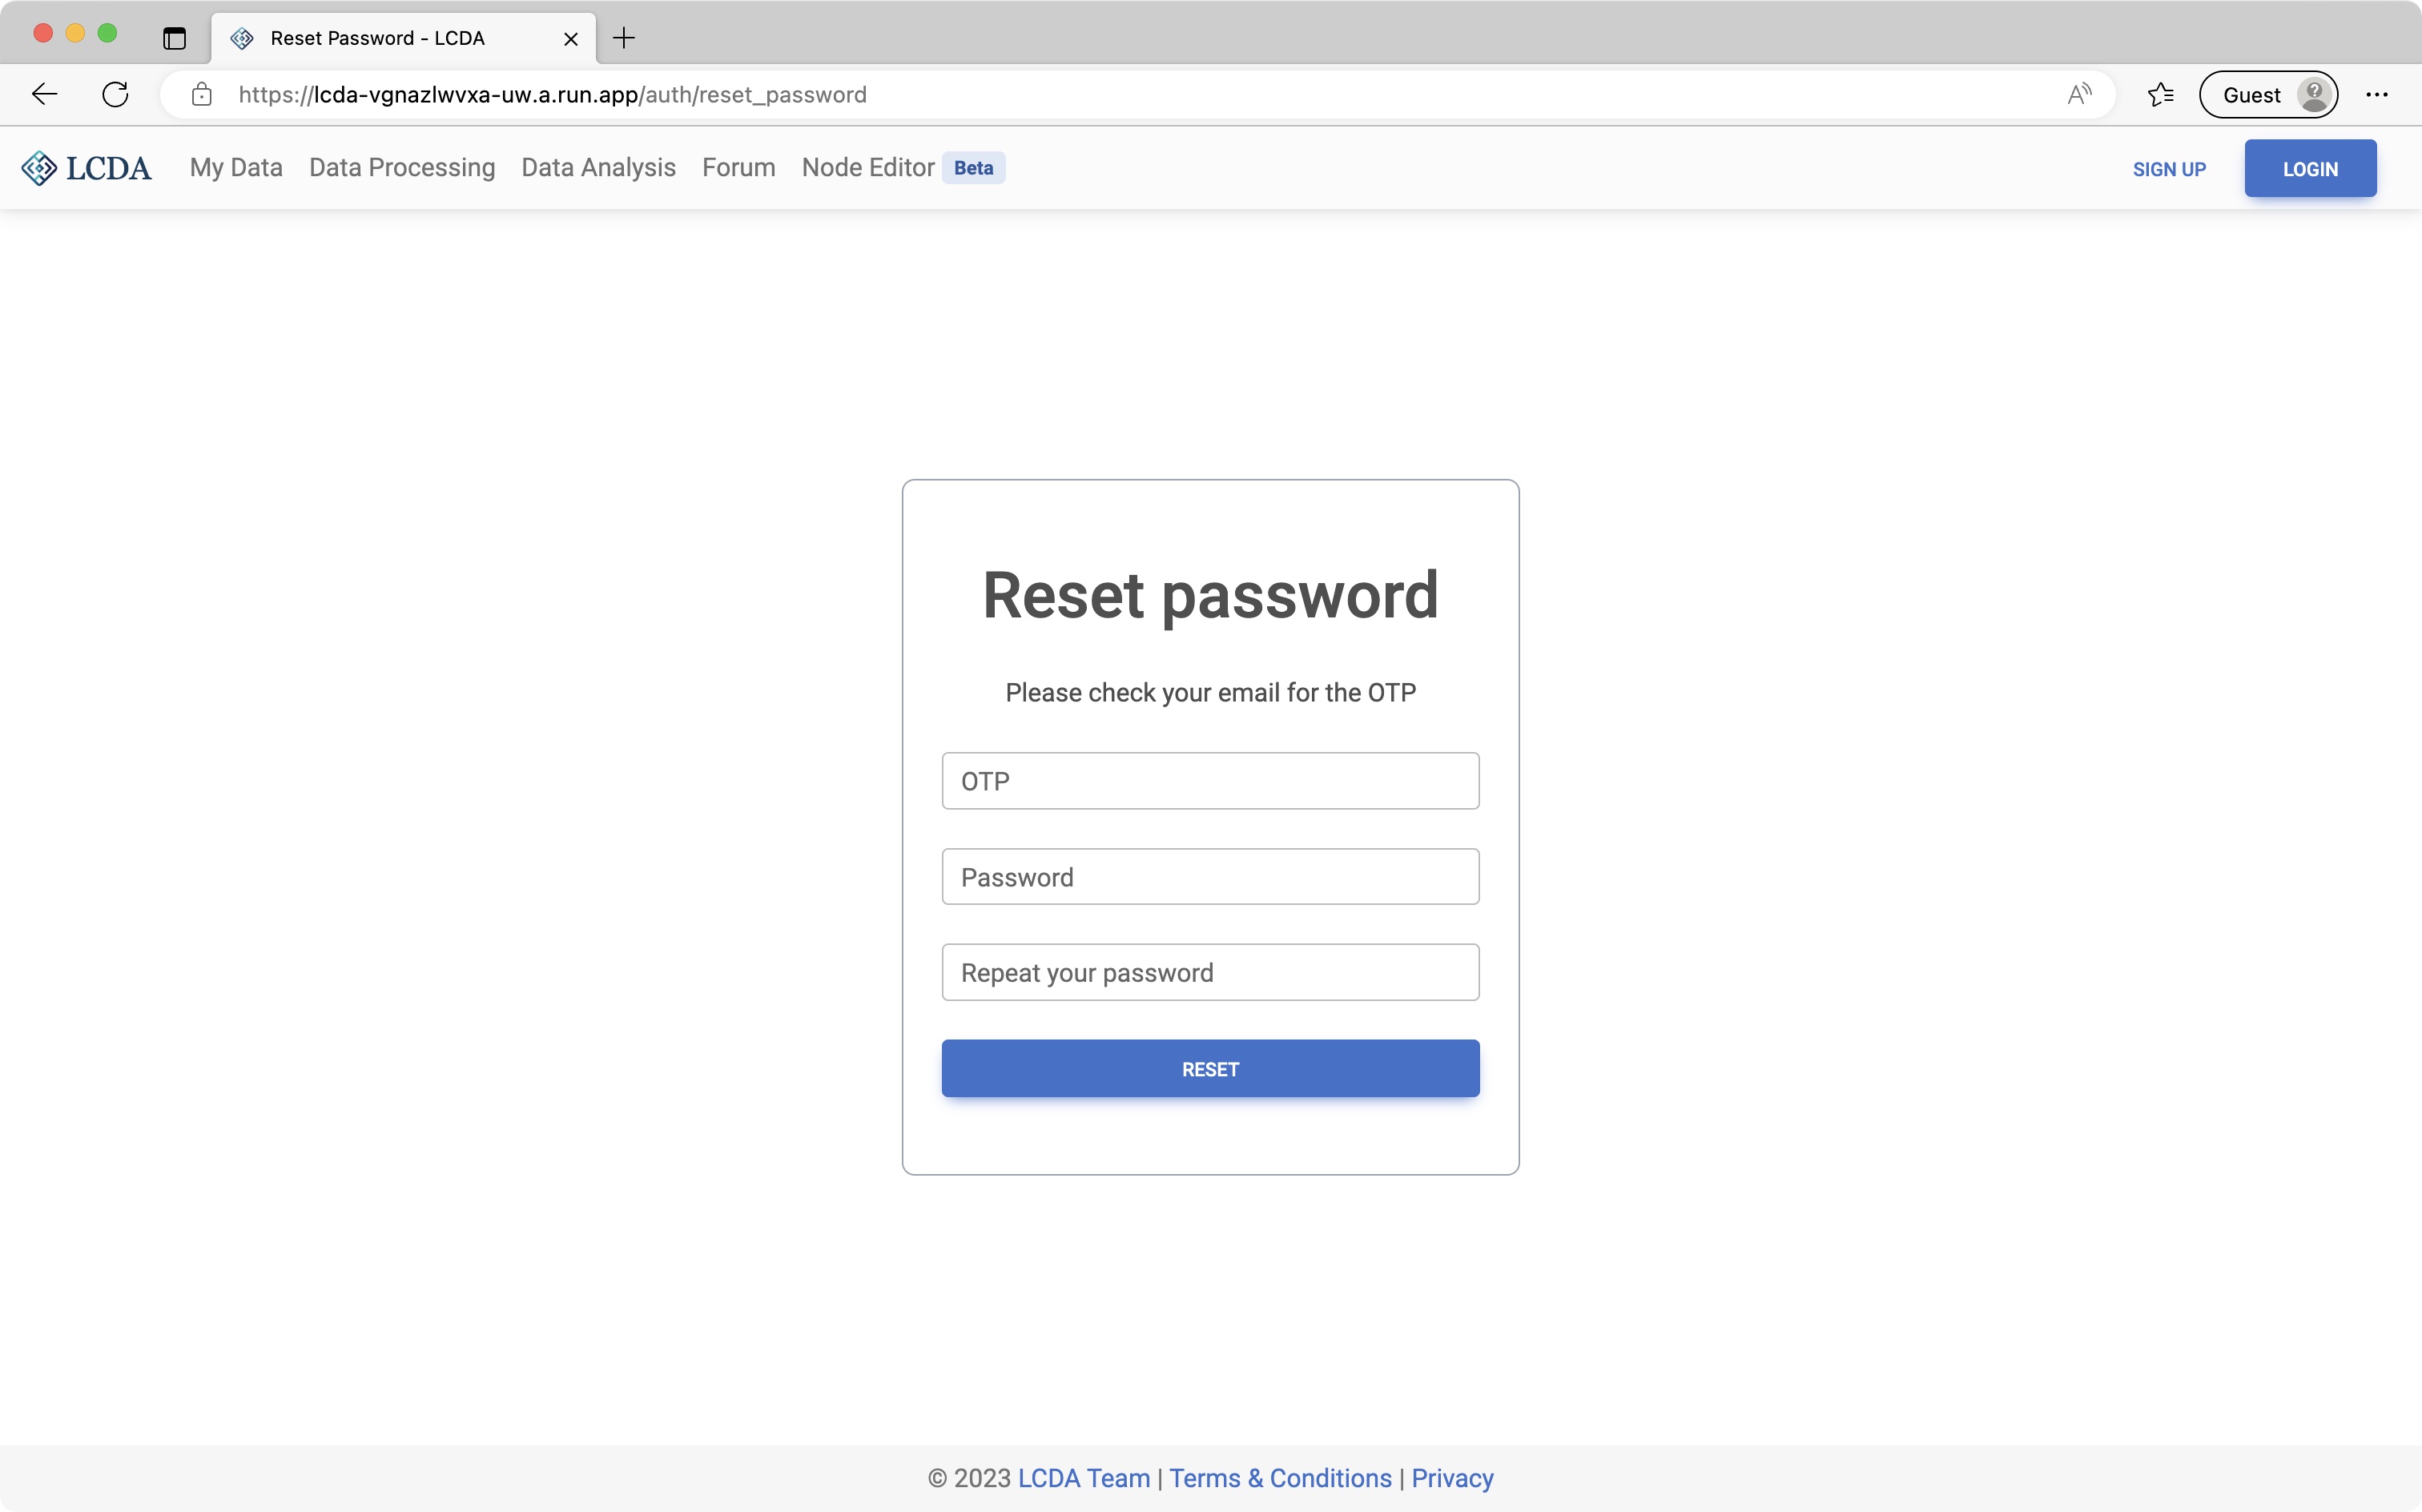 Reset Password - LCDA
https://lcda-vgnazlwvxa-uw.a.run.app/auth/reset_password
Guest
LCDA My Data Data Processing Data Analysis Forum Node Editor Beta SIGN UP LOGIN
Reset password
Please check your email for the OTP
OTP
Password
Repeat your password
RESET
© 2023 LCDA Team | Terms & Conditions | Privacy